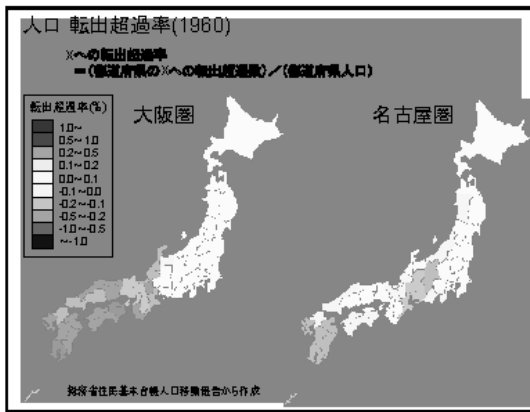 人口 転出超過率(1960)
Xへの転出超過率
=(都道府県のXへの転出超過数)/(都道府県人口)
転出超過率(%)
1.0~
0.5~1.0
0.2~0.5
0.1~0.2
0.0~0.1
-0.1~0.0
-0.2~-0.1
-0.5~-0.2
-1.0~-0.5
~-1.0
大阪圏
名古屋圏
総務省住民基本台帳人口移動報告から作成